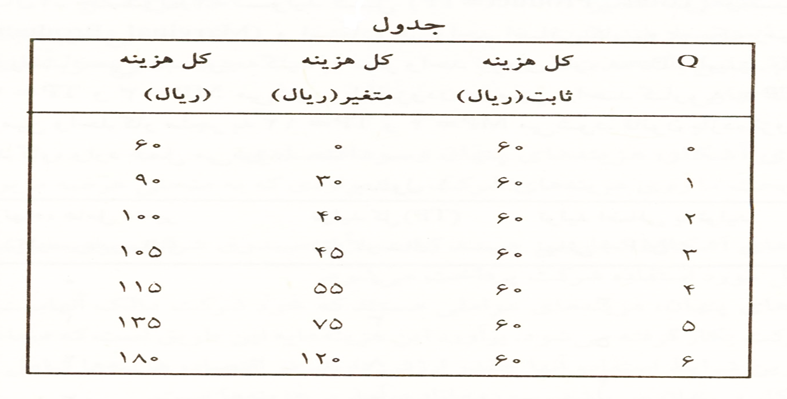 جدول
Q کل هزینه کل هزینه کل هزینه
ثابت(ریال) متغیر(ریال) (ریال)
۰ ۶۰ ۰ ۶۰
۱ ۶۰ ۳۰ ۹۰
۲ ۶۰ ۴۰ ۱۰۰
۳ ۶۰ ۴۵ ۱۰۵
۴ ۶۰ ۵۵ ۱۱۵
۵ ۶۰ ۷۵ ۱۳۵
۶ ۶۰ ۱۲۰ ۱۸۰